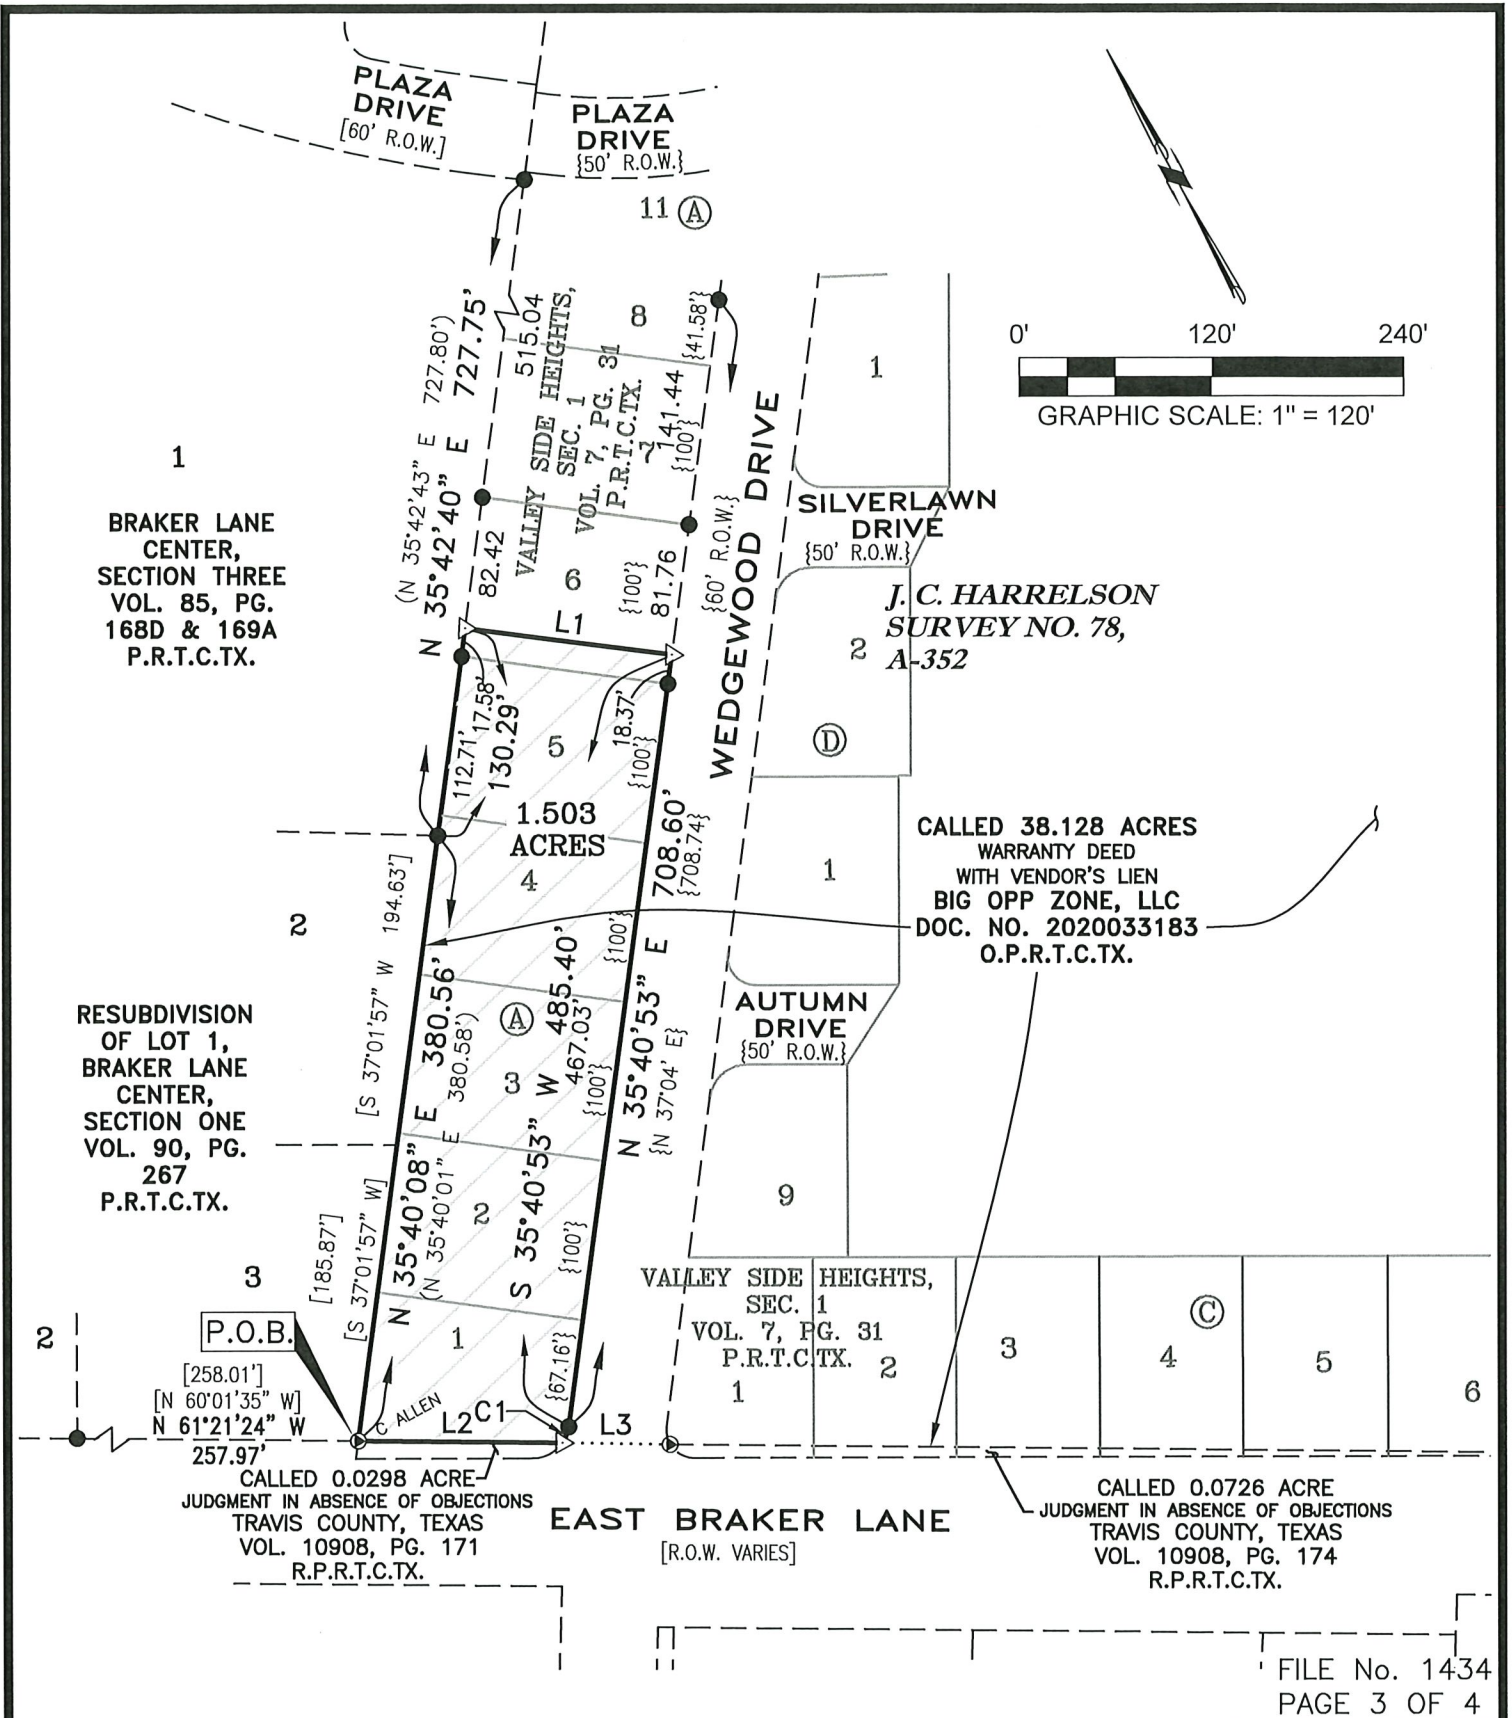 PLAZA
DRIVE
[60' R.O.W.]
PLAZA
DRIVE
{50' R.O.W.}
11 A
8
{41.58'}
515.04
VALLEY SIDE HEIGHTS,
SEC. 1
VOL. 7, PG. 31
P.R.T.C.TX.
7
141.44
{100'}
(N 35°42'43" E 727.80')
N 35°42'40" E 727.75'
82.42
6
{100'}
81.76
{60' R.O.W.}
WEDGEWOOD DRIVE
1
SILVERLAWN
DRIVE
{50' R.O.W.}
0' 120' 240'
GRAPHIC SCALE: 1" = 120'
J. C. HARRELSON
SURVEY NO. 78,
A-352
2
D
1
1
BRAKER LANE
CENTER,
SECTION THREE
VOL. 85, PG.
168D & 169A
P.R.T.C.TX.
L1
17.58'
112.71'
130.29'
18.37'
5
{100'}
1.503
ACRES
4
{100'}
N 35°40'53" E 708.60'
{N 37°04' E}
{708.74}
CALLED 38.128 ACRES
WARRANTY DEED
WITH VENDOR'S LIEN
BIG OPP ZONE, LLC
DOC. NO. 2020033183
O.P.R.T.C.TX.
2
[S 37°01'57" W 194.63']
N 35°40'08" E 380.56'
(N 35°40'01" E 380.58')
A
S 35°40'53" W 485.40'
467.03'
3
{100'}
AUTUMN
DRIVE
{50' R.O.W.}
RESUBDIVISION
OF LOT 1,
BRAKER LANE
CENTER,
SECTION ONE
VOL. 90, PG.
267
P.R.T.C.TX.
[S 37°01'57" W]
[185.87']
2
{100'}
9
3
2
P.O.B.
1
{67.16'}
VALLEY SIDE HEIGHTS,
SEC. 1
VOL. 7, PG. 31
P.R.T.C.TX.
1
2
3
C
4
5
6
[258.01']
[N 60°01'35" W]
N 61°21'24" W
257.97'
C ALLEN
L2
C1
L3
CALLED 0.0298 ACRE
JUDGMENT IN ABSENCE OF OBJECTIONS
TRAVIS COUNTY, TEXAS
VOL. 10908, PG. 171
R.P.R.T.C.TX.
EAST BRAKER LANE
[R.O.W. VARIES]
CALLED 0.0726 ACRE
JUDGMENT IN ABSENCE OF OBJECTIONS
TRAVIS COUNTY, TEXAS
VOL. 10908, PG. 174
R.P.R.T.C.TX.
FILE No. 1434
PAGE 3 OF 4